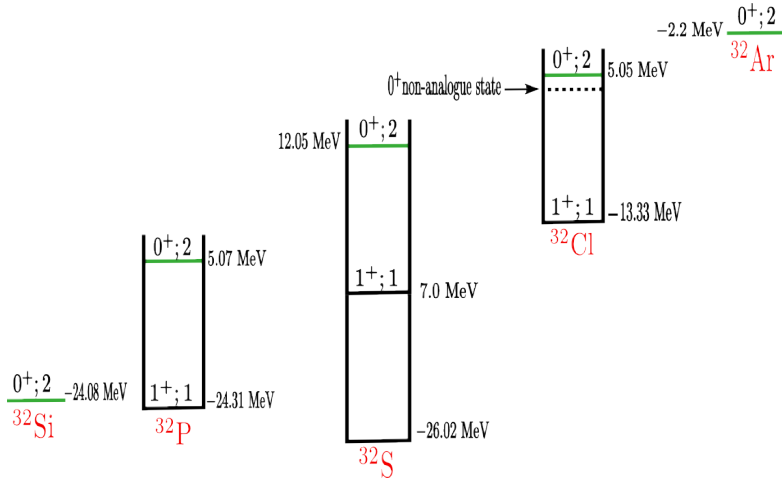 0⁺;2
−24.08 MeV
³²Si
0⁺;2
5.07 MeV
1⁺;1
−24.31 MeV
³²P
0⁺;2
12.05 MeV
1⁺;1
7.0 MeV
−26.02 MeV
³²S
0⁺;2
5.05 MeV
0⁺non-analogue state
1⁺;1
−13.33 MeV
³²Cl
0⁺;2
−2.2 MeV
³²Ar